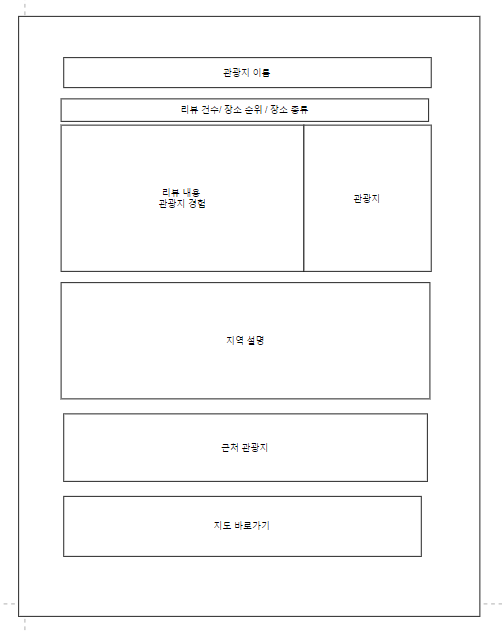 관광지 이름
리뷰 건수/ 장소 순위 / 장소 종류
리뷰 내용
관광지 경험
관광지
지역 설명
근처 관광지
지도 바로가기